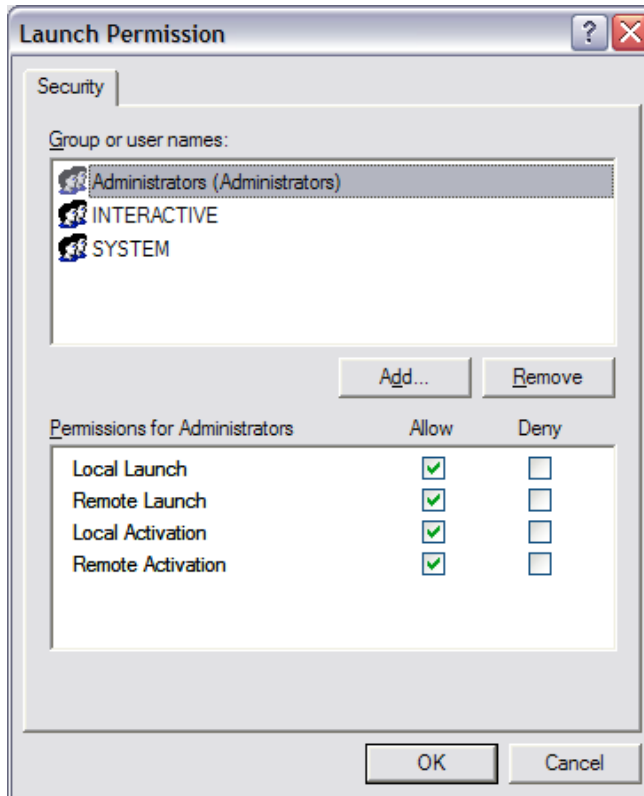 Launch Permission
Security
Group or user names:
Administrators (Administrators)
INTERACTIVE
SYSTEM
Add... Remove
Permissions for Administrators Allow Deny
Local Launch
Remote Launch
Local Activation
Remote Activation
OK Cancel